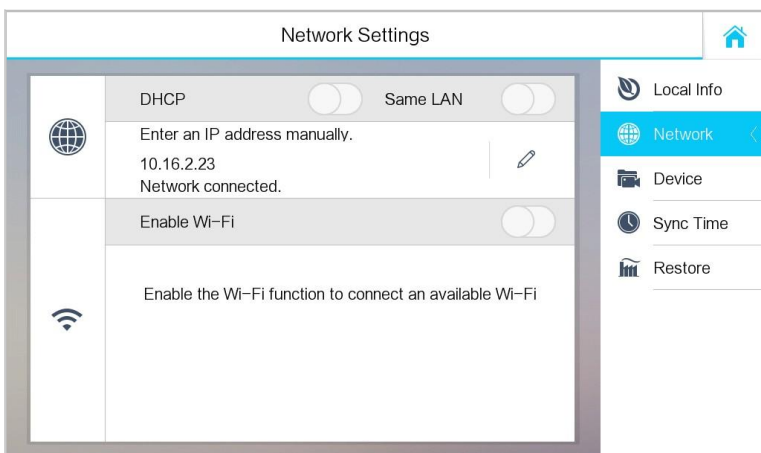 Network Settings
DHCP
Same LAN
Enter an IP address manually.
10.16.2.23
Network connected.
Enable Wi-Fi
Enable the Wi-Fi function to connect an available Wi-Fi
Local Info
Network
Device
Sync Time
Restore